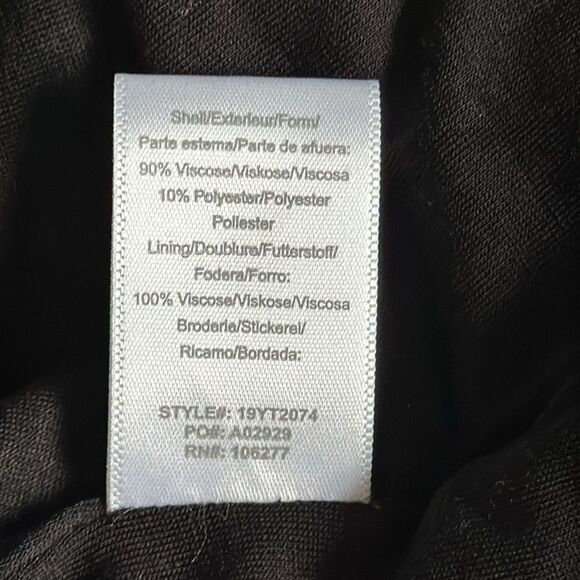 Shell/Exterieur/Form/
Parte esterna/Parte de afuera:
90% Viscose/Viskose/Viscosa
10% Polyester/Polyester
Poliester
Lining/Doublure/Futterstoff/
Fodera/Forro:
100% Viscose/Viskose/Viscosa
Broderie/Stickerei/
Ricamo/Bordada:
STYLE#: 19YT2074
PO#: A02929
RN#: 106277